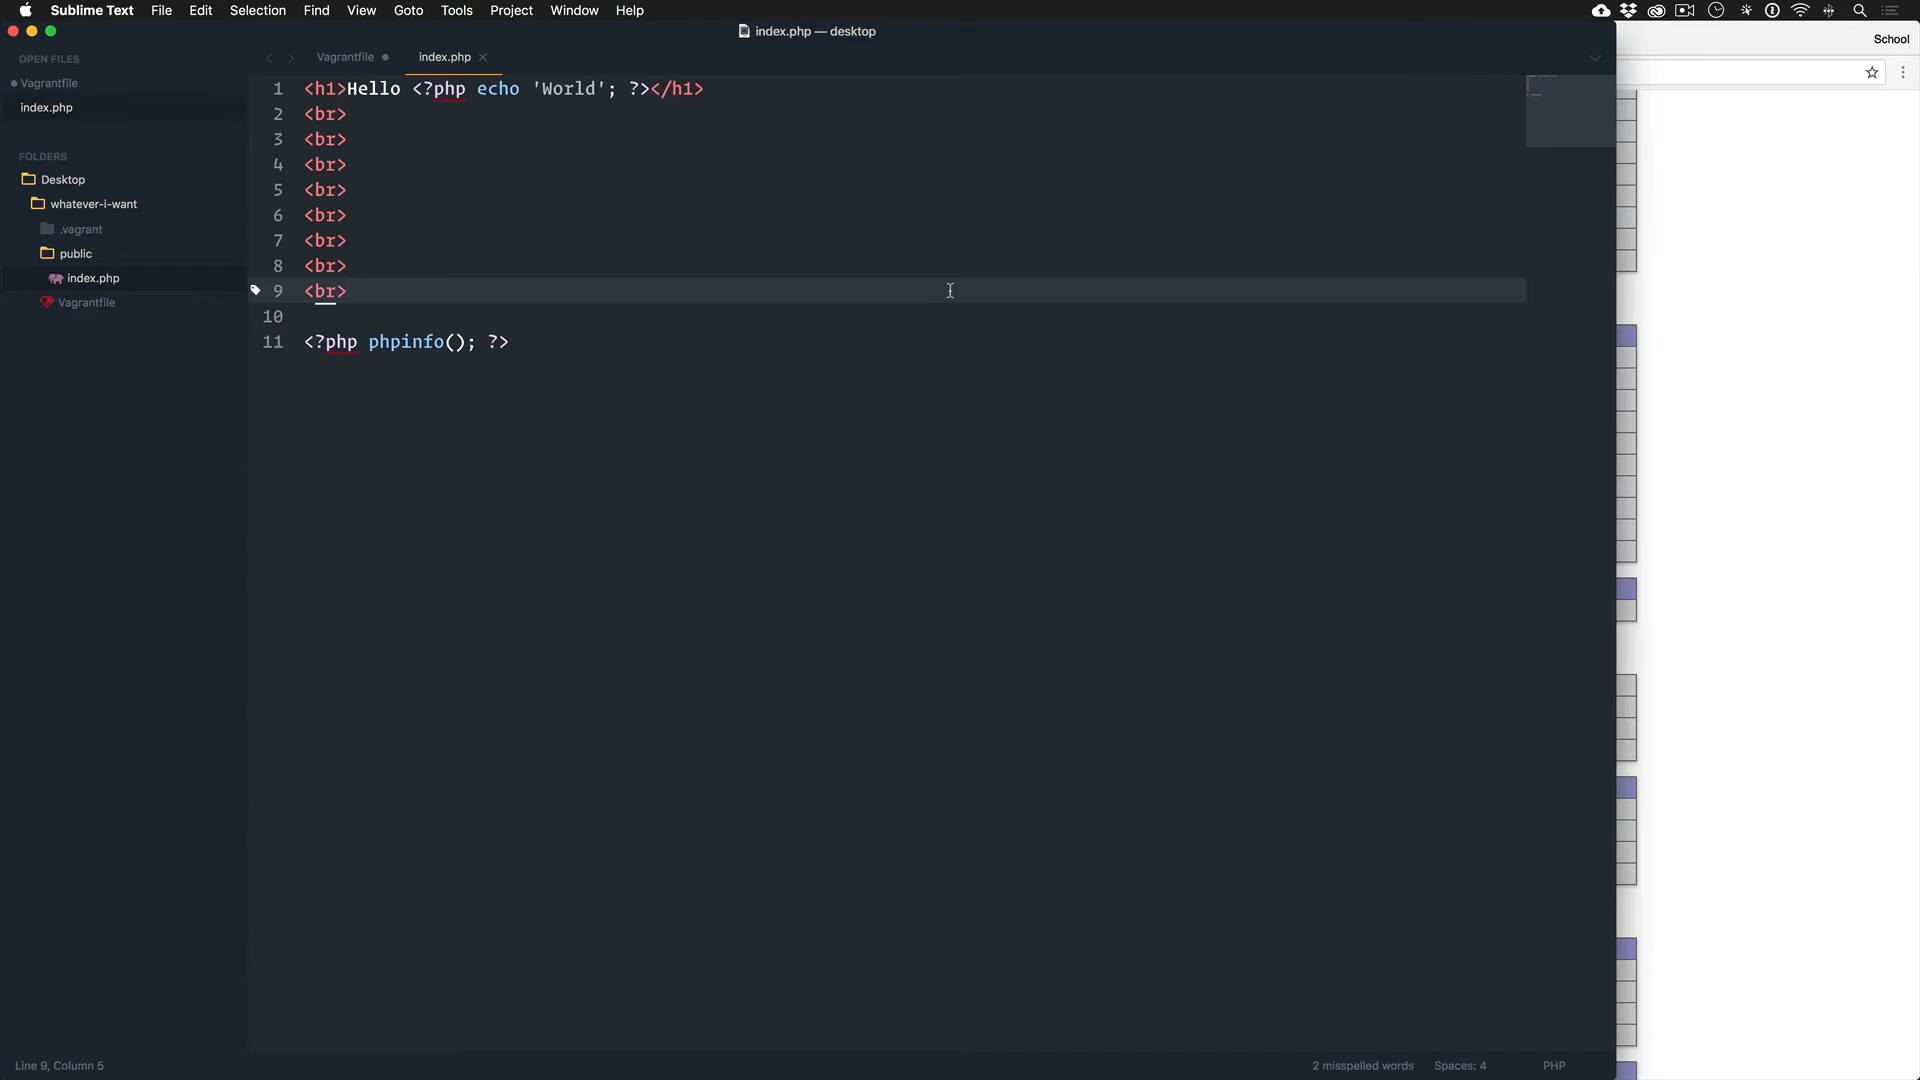 Sublime Text File Edit Selection Find View Goto Tools Project Window Help
index.php — desktop
School
OPEN FILES
Vagrantfile
index.php
FOLDERS
Desktop
whatever-i-want
.vagrant
public
index.php
Vagrantfile
Vagrantfile index.php
1 <h1>Hello <?php echo 'World'; ?></h1>
2 <br>
3 <br>
4 <br>
5 <br>
6 <br>
7 <br>
8 <br>
9 <br>
10
11 <?php phpinfo(); ?>
Line 9, Column 5
2 misspelled words Spaces: 4 PHP